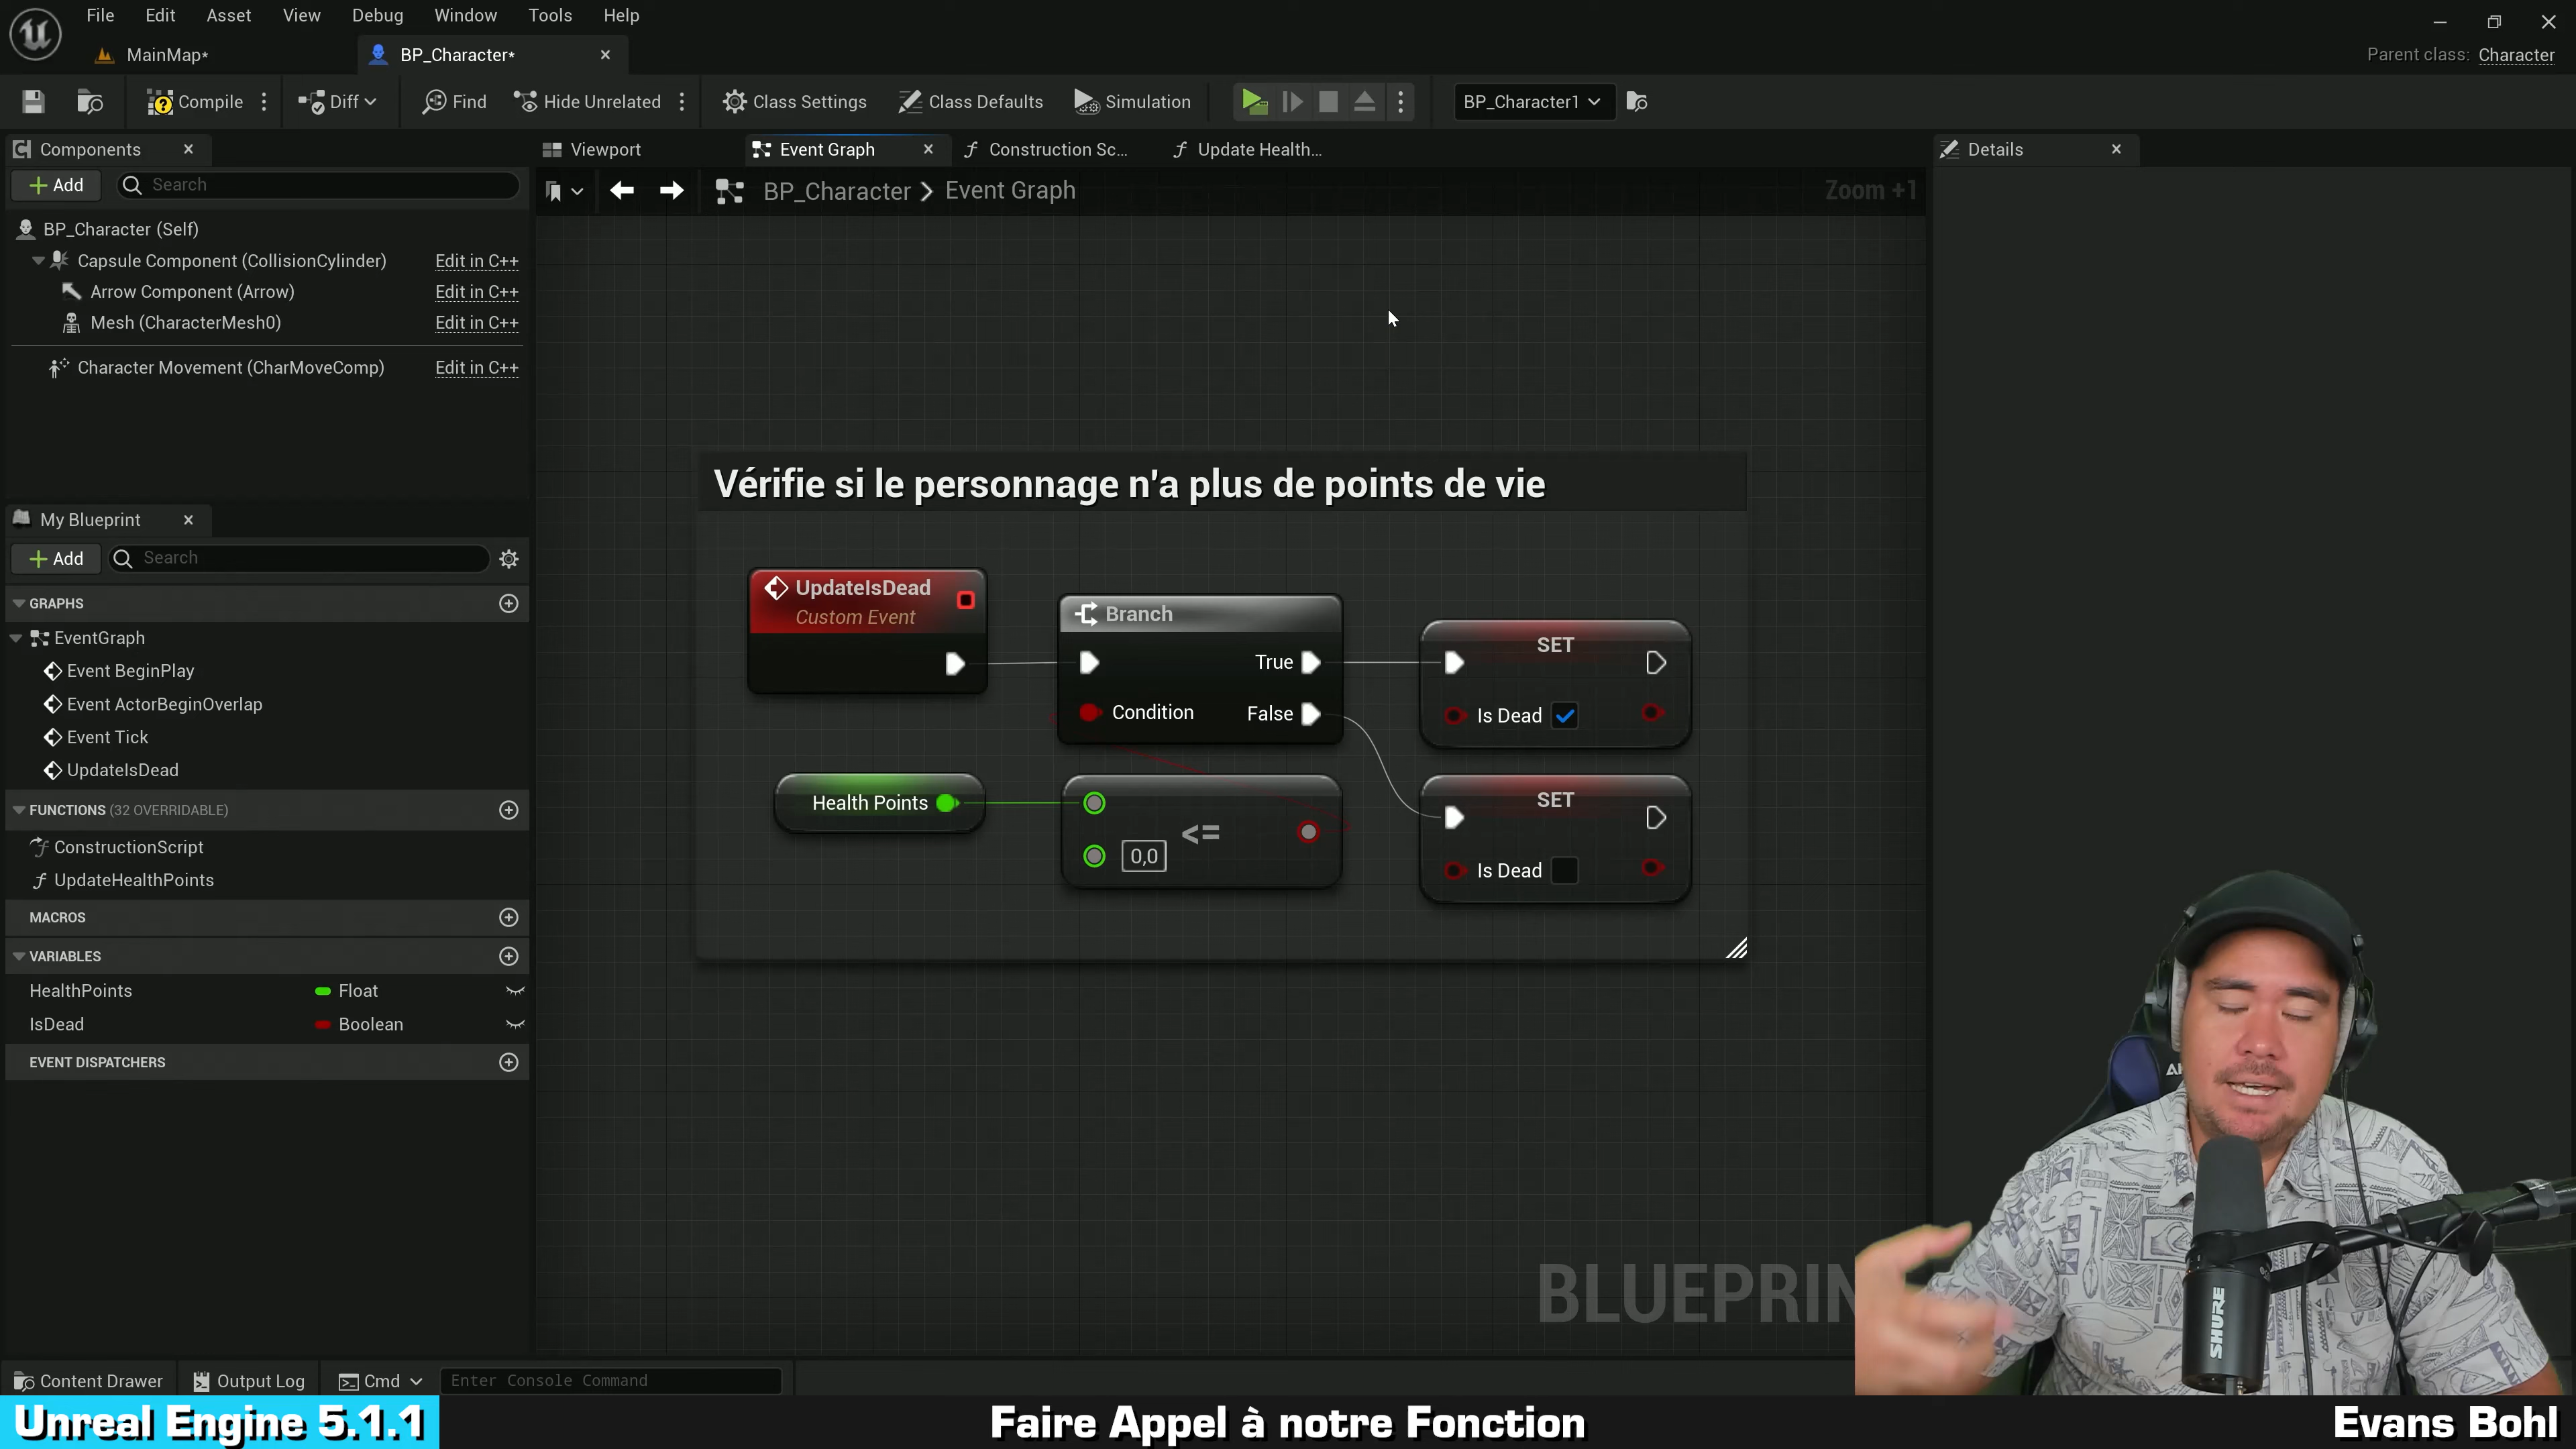 File Edit Asset View Debug Window Tools Help
MainMap* BP_Character*
Parent class: Character
Compile Diff Find Hide Unrelated Class Settings Class Defaults Simulation BP_Character1
Components
Viewport Event Graph Construction Sc... Update Health... Details
Add Search
BP_Character > Event Graph Zoom +1
BP_Character (Self)
Capsule Component (CollisionCylinder) Edit in C++
Arrow Component (Arrow) Edit in C++
Mesh (CharacterMesh0) Edit in C++
Character Movement (CharMoveComp) Edit in C++
My Blueprint
Add Search
GRAPHS
EventGraph
Event BeginPlay
Event ActorBeginOverlap
Event Tick
UpdateIsDead
FUNCTIONS (32 OVERRIDABLE)
ConstructionScript
UpdateHealthPoints
MACROS
VARIABLES
HealthPoints Float
IsDead Boolean
EVENT DISPATCHERS
Vérifie si le personnage n'a plus de points de vie
UpdateIsDead
Custom Event
Branch
True
Condition False
SET
Is Dead
Health Points
<=
0,0
SET
Is Dead
BLUEPRIN
SHURE
Content Drawer Output Log Cmd Enter Console Command
Unreal Engine 5.1.1 Faire Appel à notre Fonction Evans Bohl